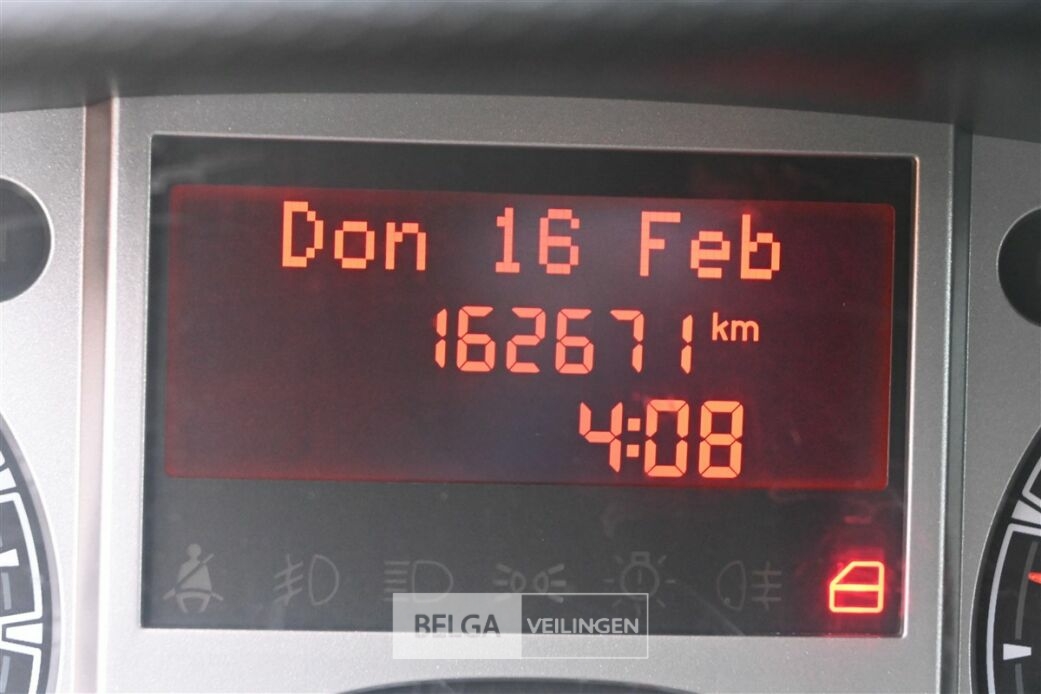 Don 16 Feb
162671 km
4:08
BELGA VEILINGEN